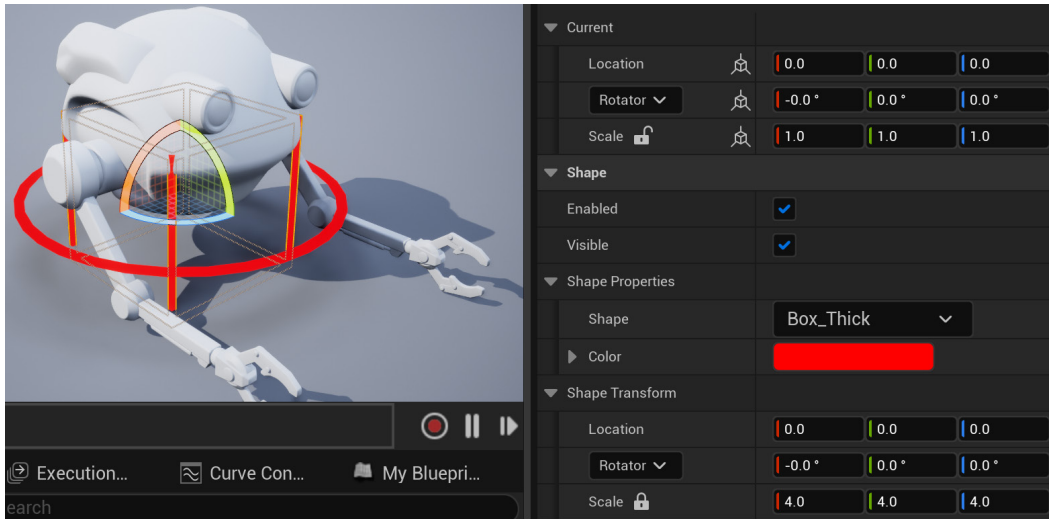 Current
Location 0.0 0.0 0.0
Rotator -0.0 ° 0.0 ° 0.0 °
Scale 1.0 1.0 1.0
Shape
Enabled
Visible
Shape Properties
Shape Box_Thick
Color
Shape Transform
Location 0.0 0.0 0.0
Rotator -0.0 ° 0.0 ° 0.0 °
Scale 4.0 4.0 4.0
Execution... Curve Con... My Bluepri...
earch